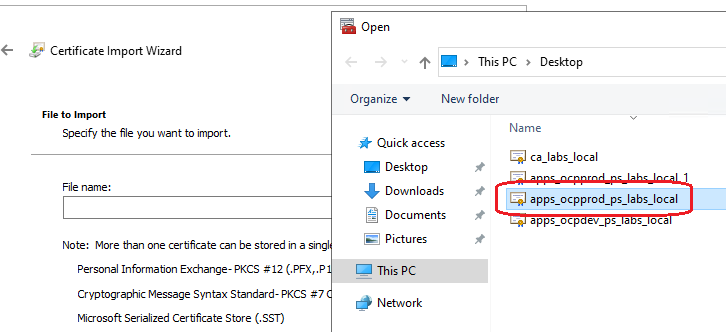 Certificate Import Wizard
File to Import
Specify the file you want to import.
File name:
Note: More than one certificate can be stored in a single
Personal Information Exchange- PKCS #12 (.PFX,.P1
Cryptographic Message Syntax Standard- PKCS #7 C
Microsoft Serialized Certificate Store (.SST)
Open
This PC > Desktop
Organize
New folder
Quick access
Desktop
Downloads
Documents
Pictures
This PC
Network
Name
ca_labs_local
apps_ocpprod_ps_labs_local_1
apps_ocpprod_ps_labs_local
apps_ocpdev_ps_labs_local